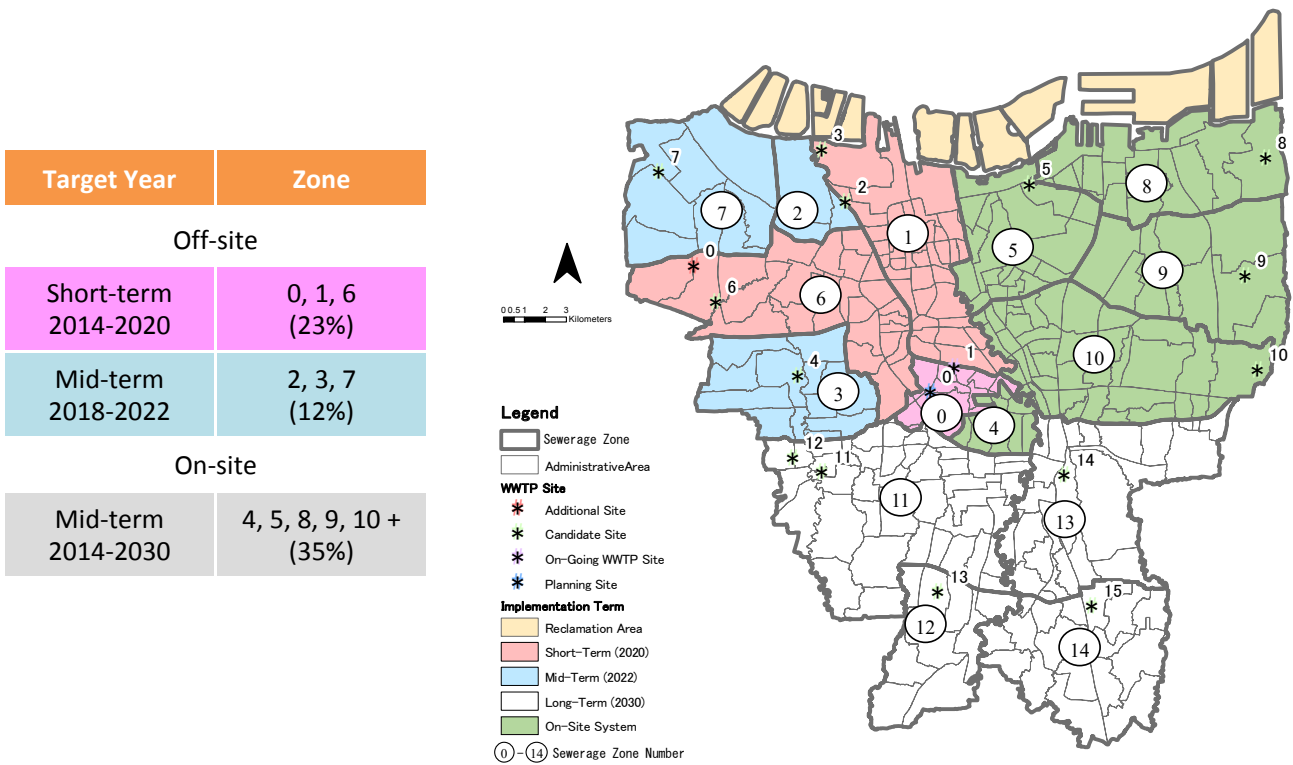 Target Year Zone
Off-site
Short-term 0, 1, 6
2014-2020 (23%)
Mid-term 2, 3, 7
2018-2022 (12%)
On-site
Mid-term 4, 5, 8, 9, 10 +
2014-2030 (35%)
0 0.5 1 2 3
Kilometers
Legend
Sewerage Zone
AdministrativeArea
WWTP Site
Additional Site
Candidate Site
On-Going WWTP Site
Planning Site
Implementation Term
Reclamation Area
Short-Term (2020)
Mid-Term (2022)
Long-Term (2030)
On-Site System
0 - 14 Sewerage Zone Number
3
8
7
5
8
2
7
2
1
5
0
9
9
6
6
1
10
10
4
0
3
0
4
12
11
14
11
13
13
15
12
14